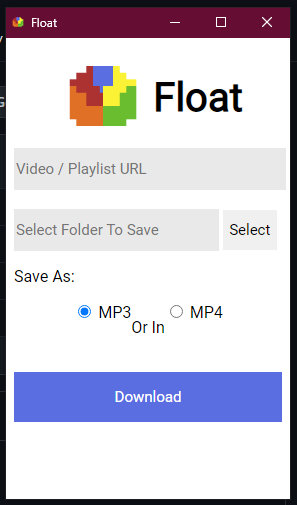 Float
Float
Video / Playlist URL
Select Folder To Save
Select
Save As:
MP3
MP4
Or In
Download